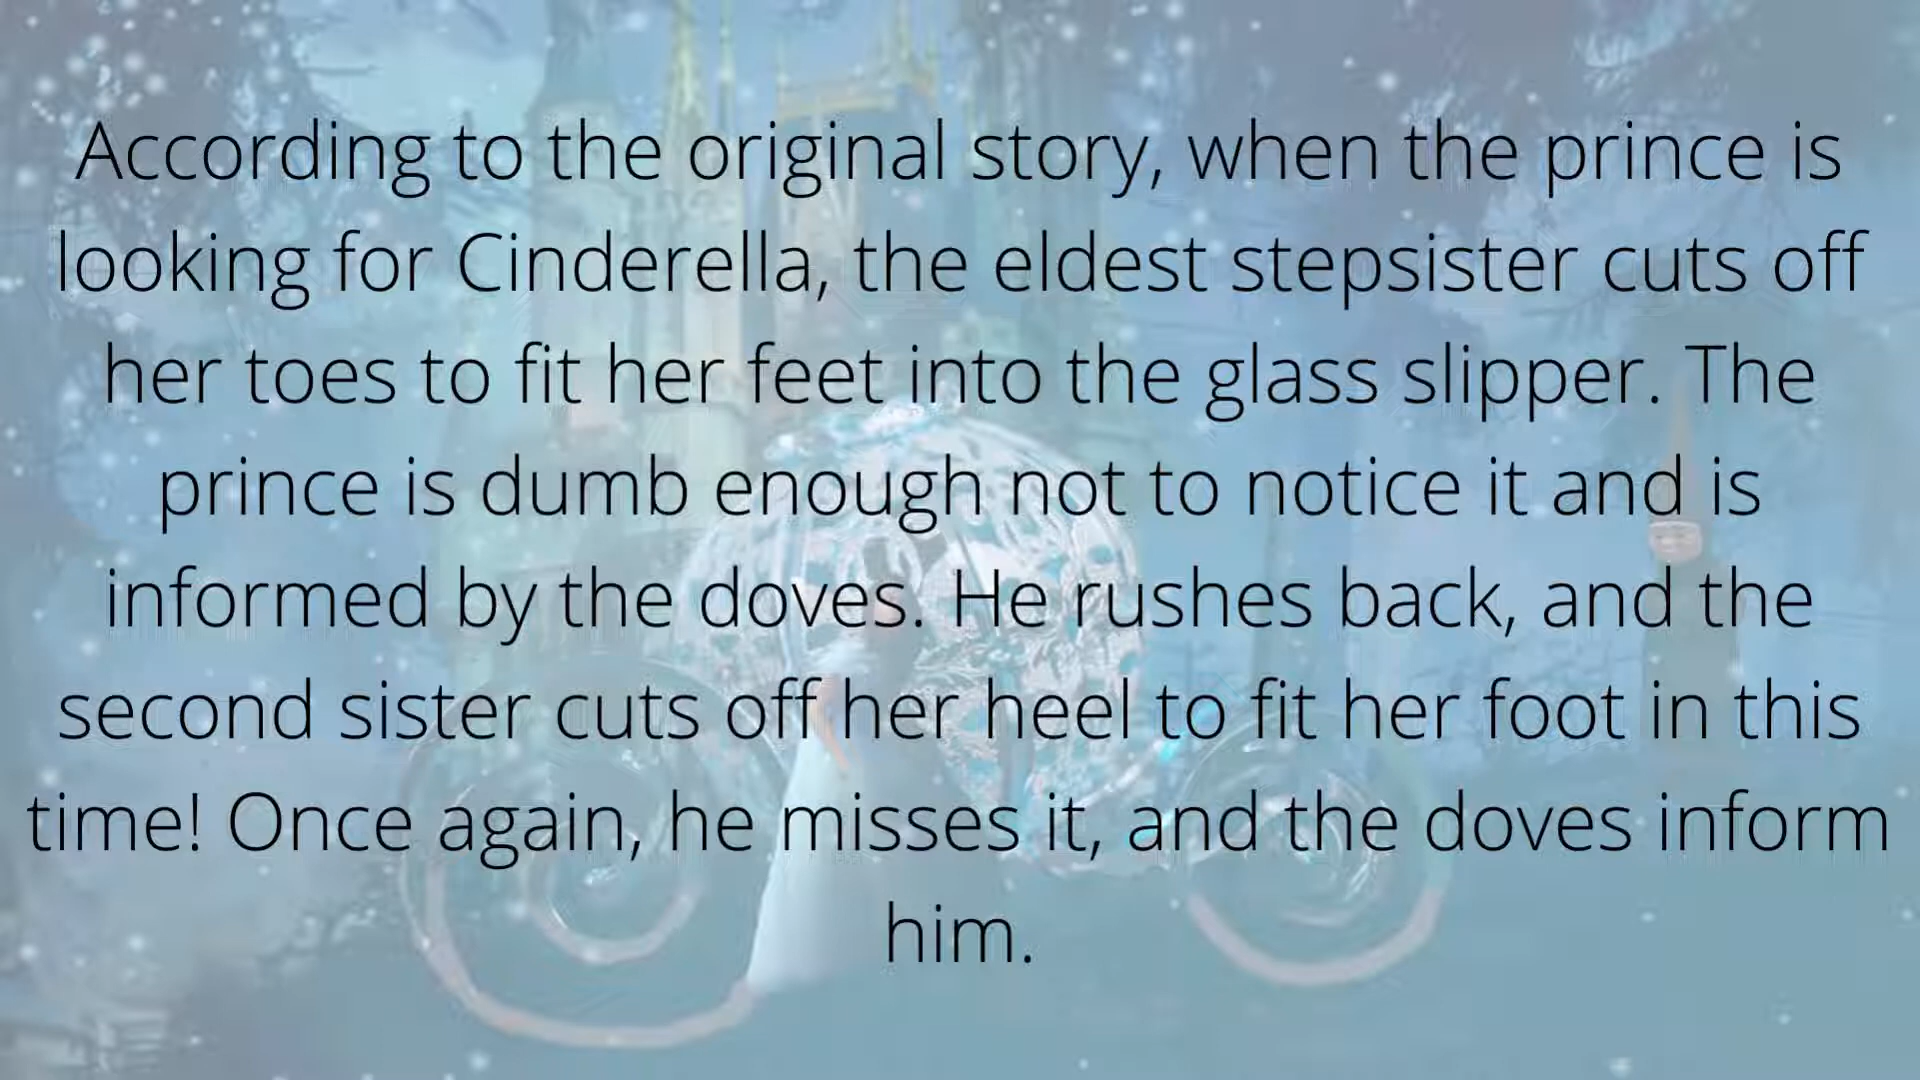 According to the original story, when the prince is
looking for Cinderella, the eldest stepsister cuts off
her toes to fit her feet into the glass slipper. The
prince is dumb enough not to notice it and is
informed by the doves. He rushes back, and the
second sister cuts off her heel to fit her foot in this
time! Once again, he misses it, and the doves inform
him.